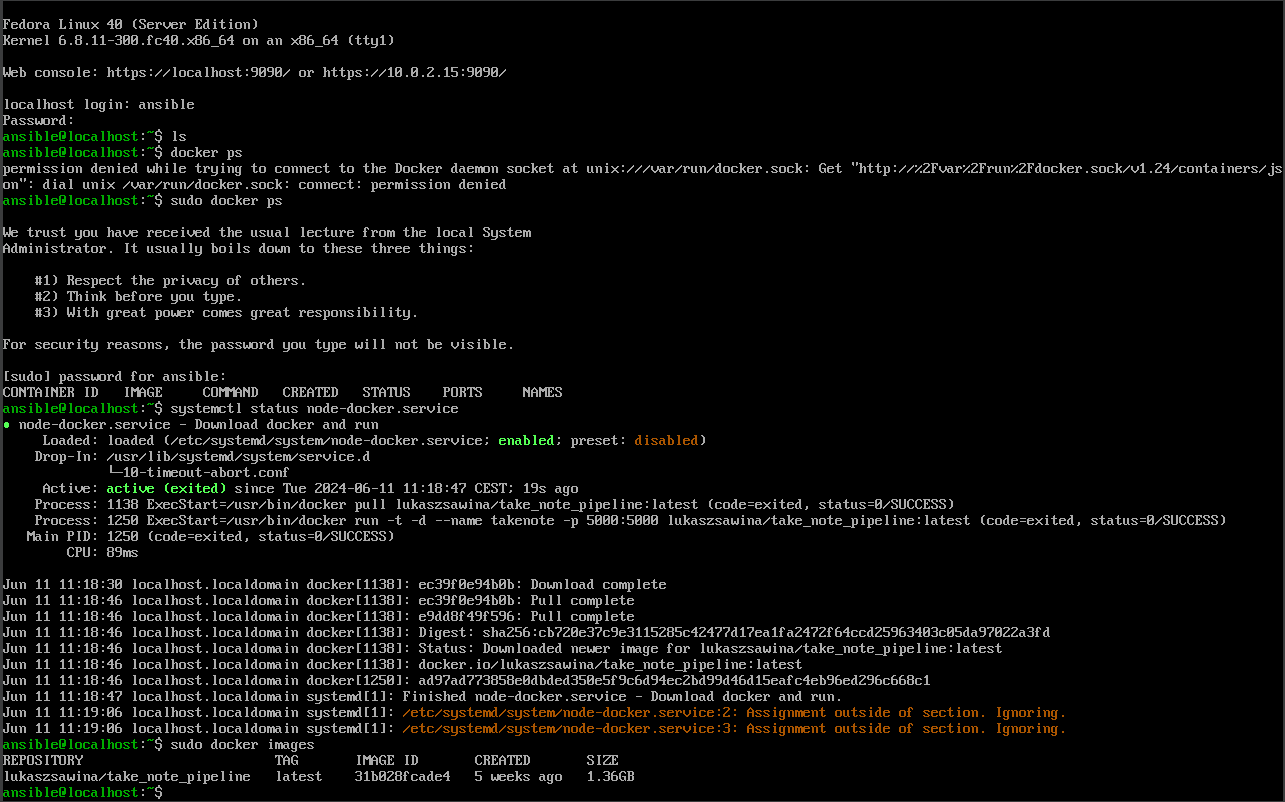 Fedora Linux 40 (Server Edition)
Kernel 6.8.11-300.fc40.x86_64 on an x86_64 (tty1)
Web console: https://localhost:9090/ or https://10.0.2.15:9090/
localhost login: ansible
Password:
ansible@localhost:~$ ls
ansible@localhost:~$ docker ps
permission denied while trying to connect to the Docker daemon socket at unix:///var/run/docker.sock: Get "http://%2Fvar%2Frun%2Fdocker.sock/v1.24/containers/js
on": dial unix /var/run/docker.sock: connect: permission denied
ansible@localhost:~$ sudo docker ps
We trust you have received the usual lecture from the local System
Administrator. It usually boils down to these three things:
#1) Respect the privacy of others.
#2) Think before you type.
#3) With great power comes great responsibility.
For security reasons, the password you type will not be visible.
[sudo] password for ansible:
CONTAINER ID   IMAGE     COMMAND   CREATED   STATUS    PORTS     NAMES
ansible@localhost:~$ systemctl status node-docker.service
● node-docker.service - Download docker and run
Loaded: loaded (/etc/systemd/system/node-docker.service; enabled; preset: disabled)
Drop-In: /usr/lib/systemd/system/service.d
└─10-timeout-abort.conf
Active: active (exited) since Tue 2024-06-11 11:18:47 CEST; 19s ago
Process: 1138 ExecStart=/usr/bin/docker pull lukaszsawina/take_note_pipeline:latest (code=exited, status=0/SUCCESS)
Process: 1250 ExecStart=/usr/bin/docker run -t -d --name takenote -p 5000:5000 lukaszsawina/take_note_pipeline:latest (code=exited, status=0/SUCCESS)
Main PID: 1250 (code=exited, status=0/SUCCESS)
CPU: 89ms
Jun 11 11:18:30 localhost.localdomain docker[1138]: ec39f0e94b0b: Download complete
Jun 11 11:18:46 localhost.localdomain docker[1138]: ec39f0e94b0b: Pull complete
Jun 11 11:18:46 localhost.localdomain docker[1138]: e9dd8f49f596: Pull complete
Jun 11 11:18:46 localhost.localdomain docker[1138]: Digest: sha256:cb720e37c9e3115285c42477d17ea1fa2472f64ccd25963403c05da97022a3fd
Jun 11 11:18:46 localhost.localdomain docker[1138]: Status: Downloaded newer image for lukaszsawina/take_note_pipeline:latest
Jun 11 11:18:46 localhost.localdomain docker[1138]: docker.io/lukaszsawina/take_note_pipeline:latest
Jun 11 11:18:46 localhost.localdomain docker[1250]: ad97ad773858e0dbded350e5f9c6d94ec2bd99d46d15eafc4eb96ed296c668c1
Jun 11 11:18:47 localhost.localdomain systemd[1]: Finished node-docker.service - Download docker and run.
Jun 11 11:19:06 localhost.localdomain systemd[1]: /etc/systemd/system/node-docker.service:2: Assignment outside of section. Ignoring.
Jun 11 11:19:06 localhost.localdomain systemd[1]: /etc/systemd/system/node-docker.service:3: Assignment outside of section. Ignoring.
ansible@localhost:~$ sudo docker images
REPOSITORY                        TAG       IMAGE ID       CREATED       SIZE
lukaszsawina/take_note_pipeline   latest    31b028fcade4   5 weeks ago   1.36GB
ansible@localhost:~$